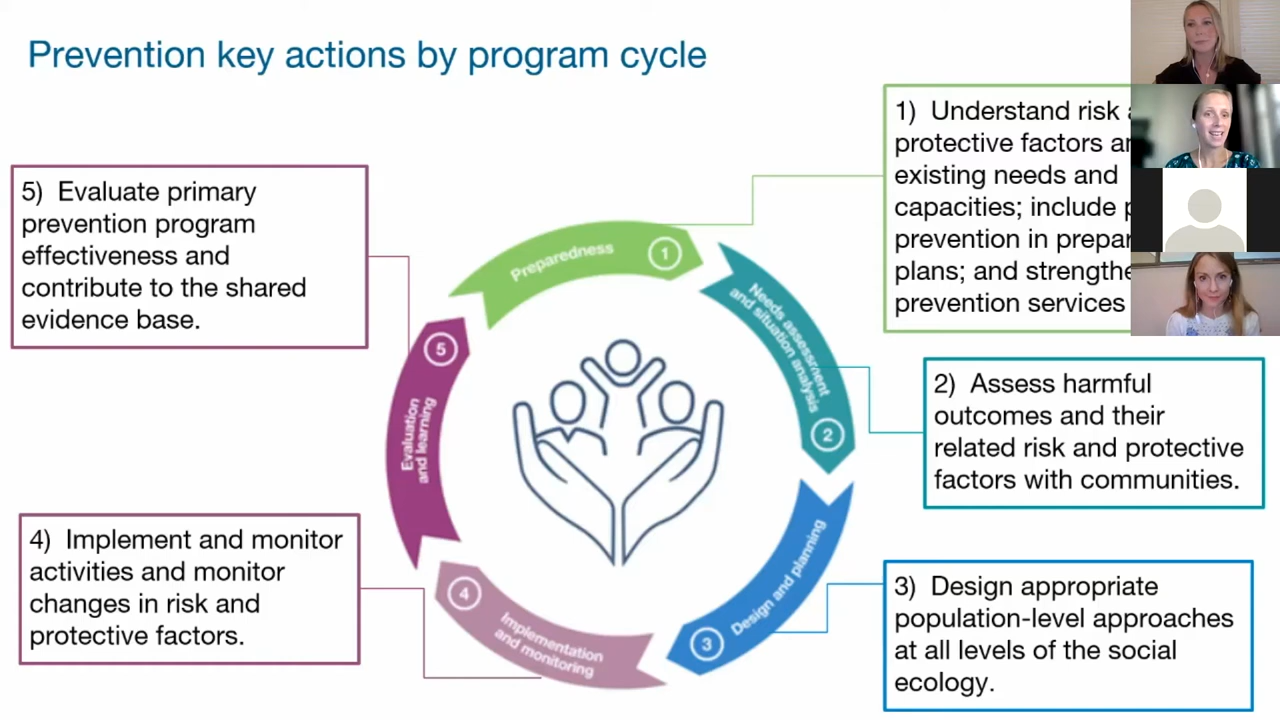 Prevention key actions by program cycle
1) Understand risk
protective factors
existing needs and
capacities; include
prevention in
plans; and
prevention services
5) Evaluate primary
prevention program
effectiveness and
contribute to the shared
evidence base.
Preparedness
1
Needs assessment
and situation analysis
2
2) Assess harmful
outcomes and their
related risk and protective
factors with communities.
5
Evaluation
and learning
Design and planning
3
3) Design appropriate
population-level approaches
at all levels of the social
ecology.
4) Implement and monitor
activities and monitor
changes in risk and
protective factors.
4
Implementation
and monitoring